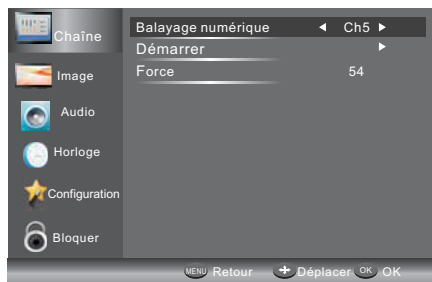 Chaîne
Image
Audio
Horloge
Configuration
Bloquer
Balayage numérique Ch5
Démarrer
Force 54
MENU Retour Déplacer OK OK